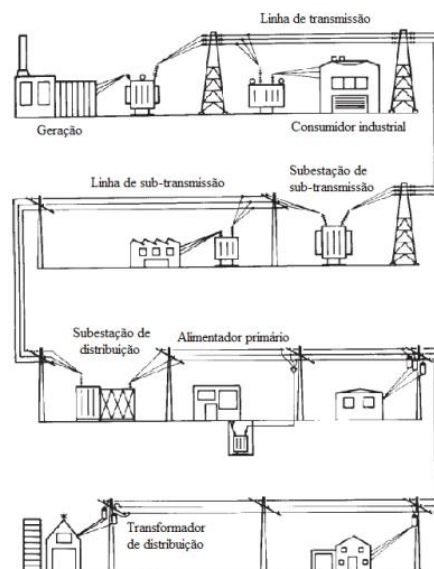 Linha de transmissão
Geração
Consumidor industrial
Linha de sub-transmissão
Subestação de
sub-transmissão
Subestação de
distribuição
Alimentador primário
Transformador
de distribuição